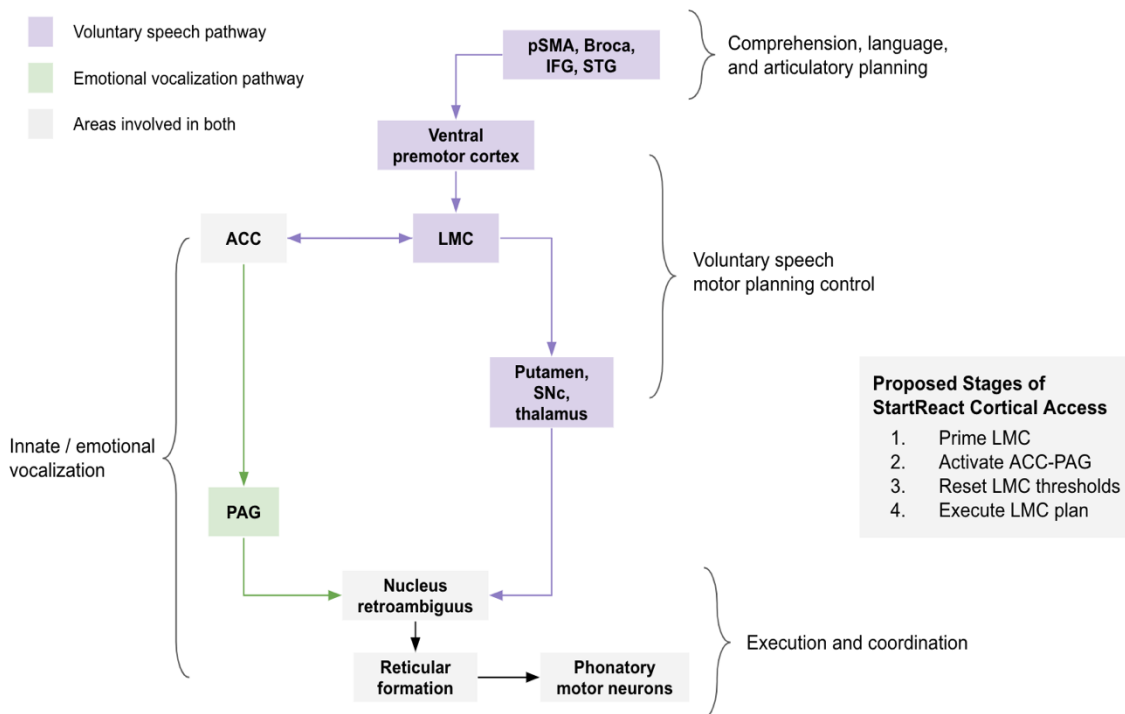 Voluntary speech pathway
Emotional vocalization pathway
Areas involved in both
pSMA, Broca,
IFG, STG
Comprehension, language,
and articulatory planning
Ventral
premotor cortex
ACC
LMC
Voluntary speech
motor planning control
Putamen,
SNc,
thalamus
Proposed Stages of
StartReact Cortical Access
1. Prime LMC
2. Activate ACC-PAG
3. Reset LMC thresholds
4. Execute LMC plan
Innate / emotional
vocalization
PAG
Nucleus
retroambiguus
Reticular
formation
Phonatory
motor neurons
Execution and coordination